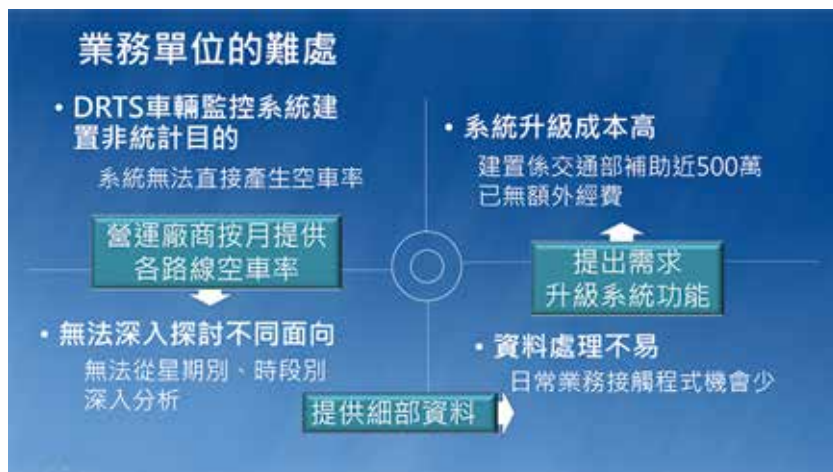 業務單位的難處
• DRTS車輛監控系統建
置非統計目的
系統無法直接產生空車率
營運廠商按月提供
各路線空車率
• 無法深入探討不同面向
無法從星期別、時段別
深入分析
提供細部資料
• 資料處理不易
日常業務接觸程式機會少
提出需求
升級系統功能
• 系統升級成本高
建置係交通部補助近500萬
已無額外經費